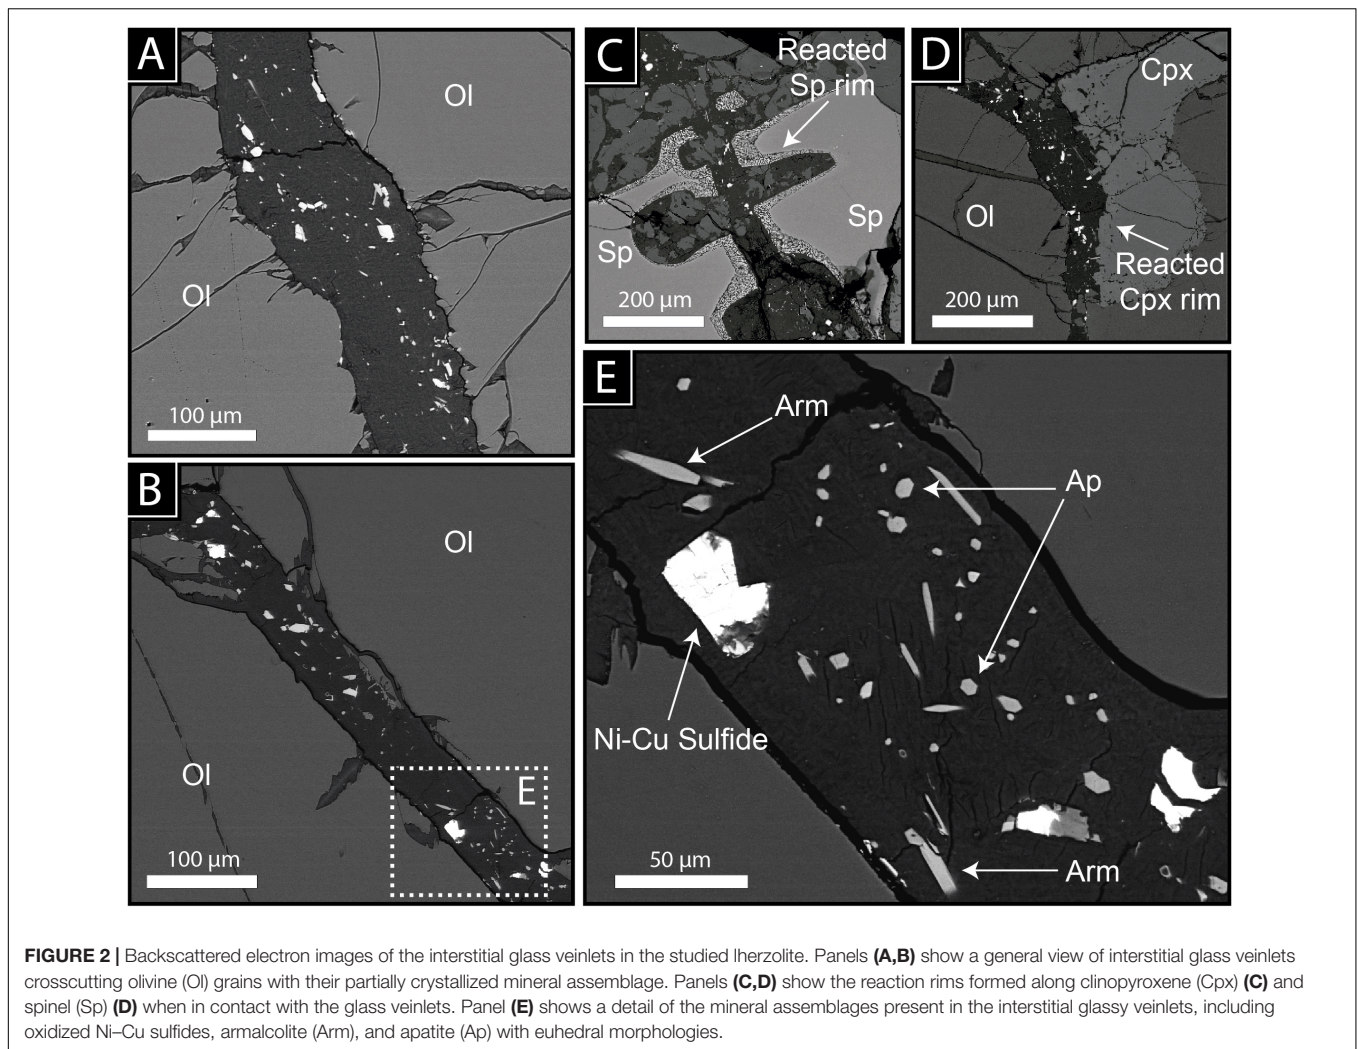 A
Ol
Ol
100 µm
B
Ol
Ol
E
100 µm
C
Reacted
Sp rim
Sp
Sp
200 µm
D
Cpx
Ol
Reacted
Cpx rim
200 µm
E
Arm
Ap
Ni-Cu Sulfide
Arm
50 µm
FIGURE 2 | Backscattered electron images of the interstitial glass veinlets in the studied lherzolite. Panels (A,B) show a general view of interstitial glass veinlets
crosscutting olivine (Ol) grains with their partially crystallized mineral assemblage. Panels (C,D) show the reaction rims formed along clinopyroxene (Cpx) (C) and
spinel (Sp) (D) when in contact with the glass veinlets. Panel (E) shows a detail of the mineral assemblages present in the interstitial glassy veinlets, including
oxidized Ni–Cu sulfides, armalcolite (Arm), and apatite (Ap) with euhedral morphologies.